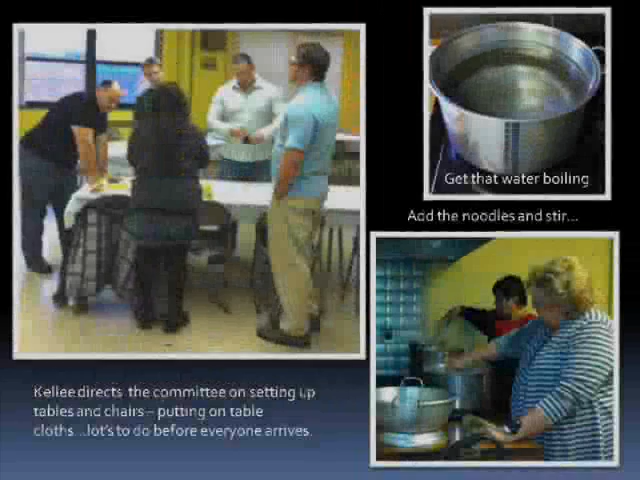 Get that water boiling
Add the noodles and stir...
Kellee directs the committee on setting up
tables and chairs – putting on table
cloths...lot's to do before everyone arrives.